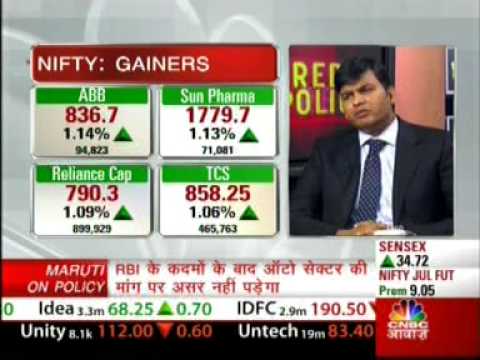 NIFTY: GAINERS
ABB
836.7
1.14%
94,823
Sun Pharma
1779.7
1.13%
71,081
Reliance Cap
790.3
1.09%
899,929
TCS
858.25
1.06%
465,763
POLIC
SENSEX
34.72
NIFTY JUL FUT
Prem 9.05
MARUTI
ON POLICY
RBI के कदमों के बाद ऑटो सेक्टर की
मांग पर असर नहीं पड़ेगा
Idea 3.3m 68.25 0.70 IDFC 2.9m 190.50
Unity 8.1k 112.00 0.60 Unitech 19m 83.40
CNBC
आवाज़